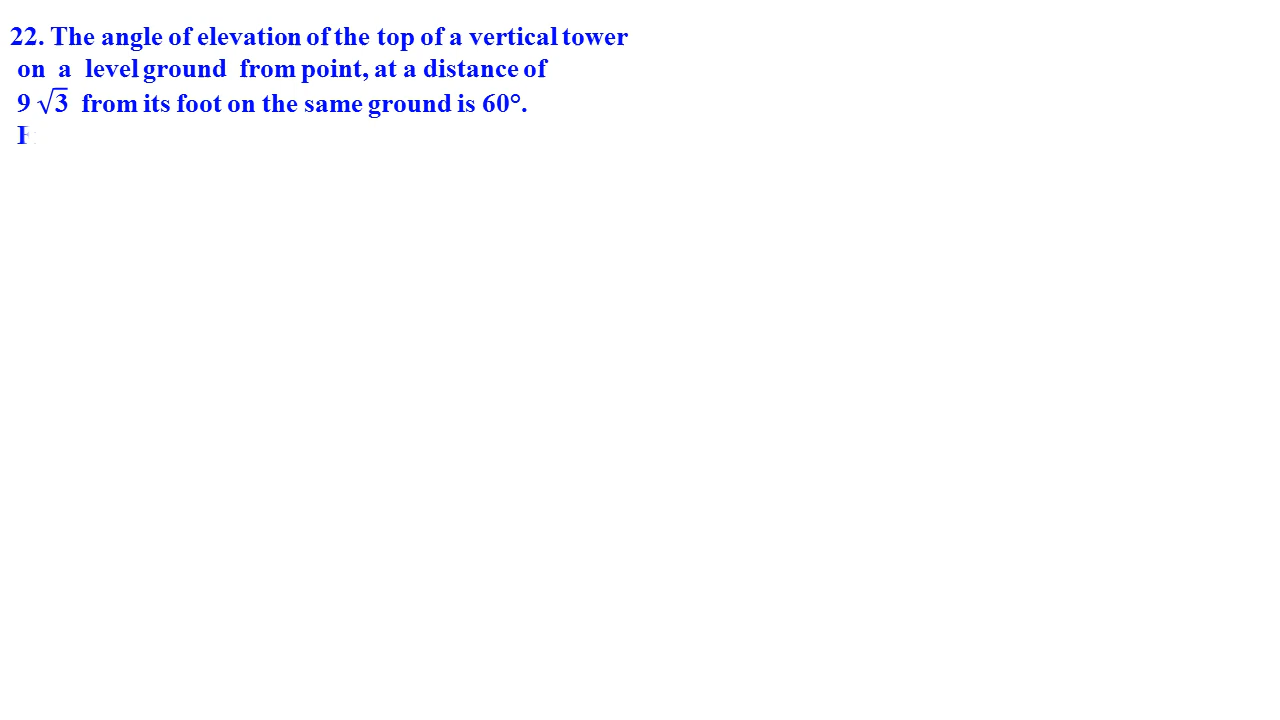 22. The angle of elevation of the top of a vertical tower
on a level ground from point, at a distance of
9 √3 from its foot on the same ground is 60°.
F